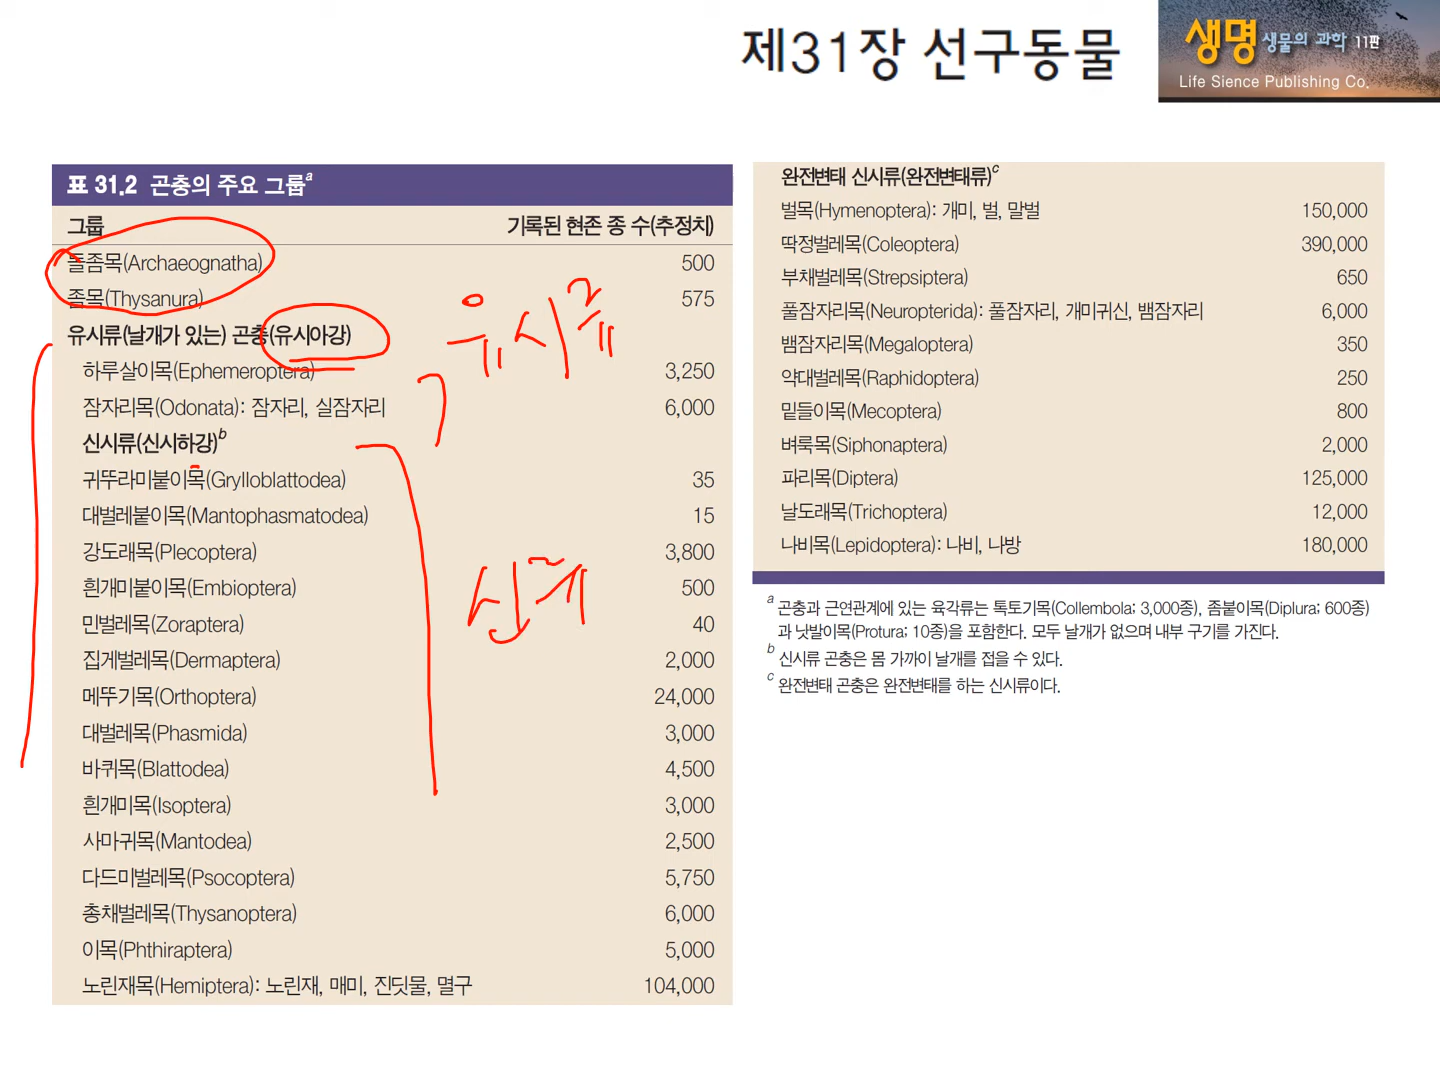 제31장 선구동물
생명 생물의 과학 11판
Life Sience Publishing Co.
표 31.2 곤충의 주요 그룹a
그룹 기록된 현존 종 수(추정치)
돌좀목(Archaeognatha) 500
좀목(Thysanura) 575
유시류(날개가 있는) 곤충(유시아강)
하루살이목(Ephemeroptera) 3,250
잠자리목(Odonata): 잠자리, 실잠자리 6,000
신시류(신시하강)b
귀뚜라미붙이목(Grylloblattodea) 35
대벌레붙이목(Mantophasmatodea) 15
강도래목(Plecoptera) 3,800
흰개미붙이목(Embioptera) 500
민벌레목(Zoraptera) 40
집게벌레목(Dermaptera) 2,000
메뚜기목(Orthoptera) 24,000
대벌레목(Phasmida) 3,000
바퀴목(Blattodea) 4,500
흰개미목(Isoptera) 3,000
사마귀목(Mantodea) 2,500
다드미벌레목(Psocoptera) 5,750
총채벌레목(Thysanoptera) 6,000
이목(Phthiraptera) 5,000
노린재목(Hemiptera): 노린재, 매미, 진딧물, 멸구 104,000
유시류
완전변태 신시류(완전변태류)c
벌목(Hymenoptera): 개미, 벌, 말벌 150,000
딱정벌레목(Coleoptera) 390,000
부채벌레목(Strepsiptera) 650
풀잠자리목(Neuropterida): 풀잠자리, 개미귀신, 뱀잠자리 6,000
뱀잠자리목(Megaloptera) 350
약대벌레목(Raphidoptera) 250
밑들이목(Mecoptera) 800
벼룩목(Siphonaptera) 2,000
파리목(Diptera) 125,000
날도래목(Trichoptera) 12,000
나비목(Lepidoptera): 나비, 나방 180,000
a 곤충과 근연관계에 있는 육각류는 톡토기목(Collembola; 3,000종), 좀붙이목(Diplura; 600종)
과 낫발이목(Protura; 10종)을 포함한다. 모두 날개가 없으며 내부 구기를 가진다.
b 신시류 곤충은 몸 가까이 날개를 접을 수 있다.
c 완전변태 곤충은 완전변태를 하는 신시류이다.